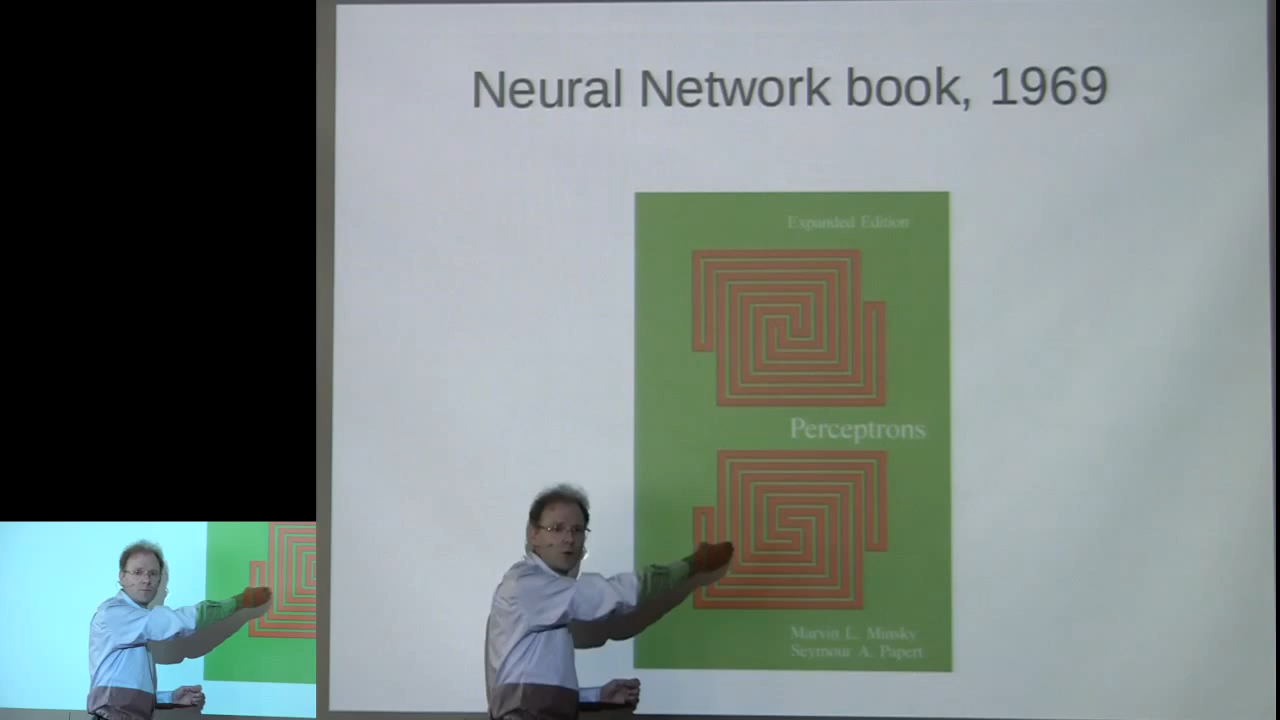 Neural Network book, 1969
Expanded Edition
Perceptrons
Marvin L. Minsky
Seymour A. Papert